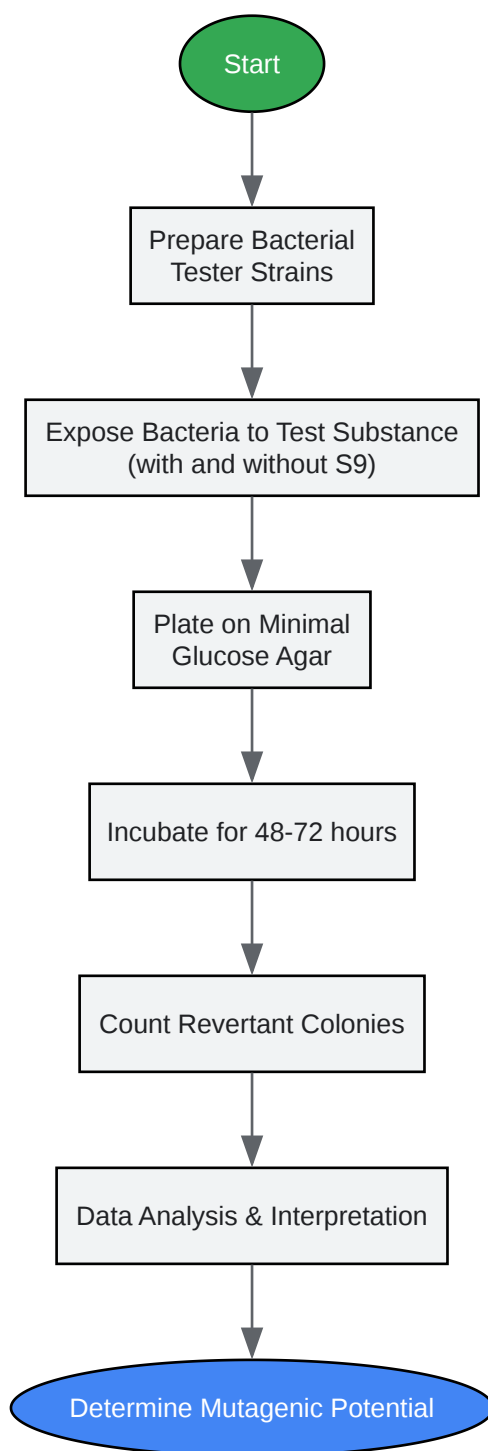 Start
Prepare Bacterial
Tester Strains
Expose Bacteria to Test Substance
(with and without S9)
Plate on Minimal
Glucose Agar
Incubate for 48-72 hours
Count Revertant Colonies
Data Analysis & Interpretation
Determine Mutagenic Potential